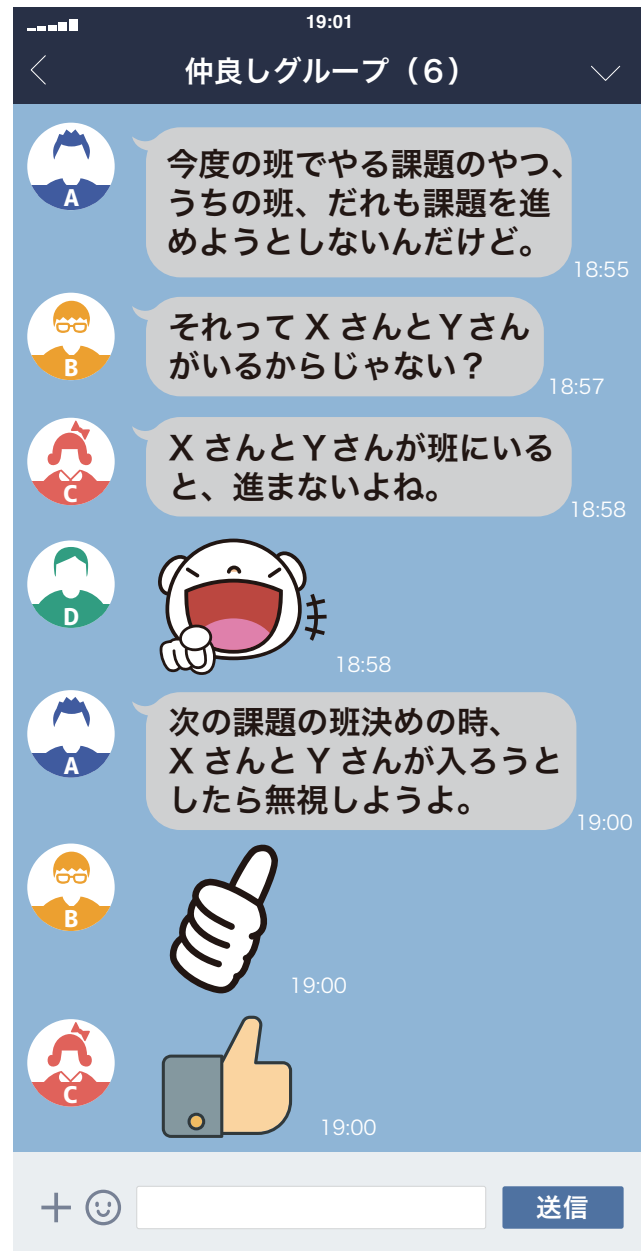 19:01
仲良しグループ（6）
A
今度の班でやる課題のやつ、
うちの班、だれも課題を進
めようとしないんだけど。
18:55
B
それって X さんと Y さん
がいるからじゃない？
18:57
C
X さんと Y さんが班にいる
と、進まないよね。
18:58
D
18:58
A
次の課題の班決めの時、
X さんと Y さんが入ろうと
したら無視しようよ。
19:00
B
19:00
C
19:00
送信